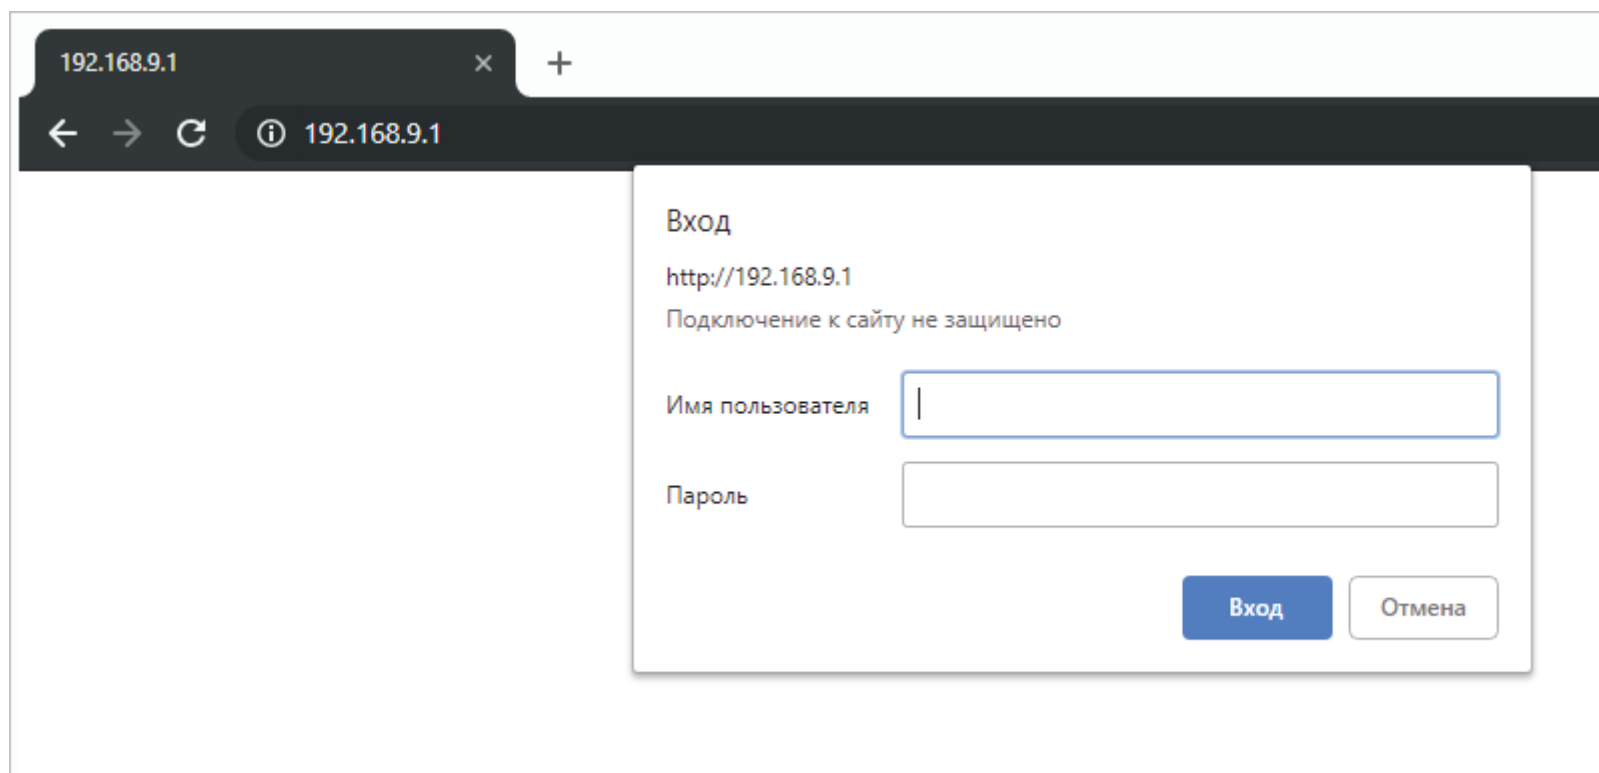 192.168.9.1
192.168.9.1
Вход
http://192.168.9.1
Подключение к сайту не защищено
Имя пользователя
Пароль
Вход Отмена